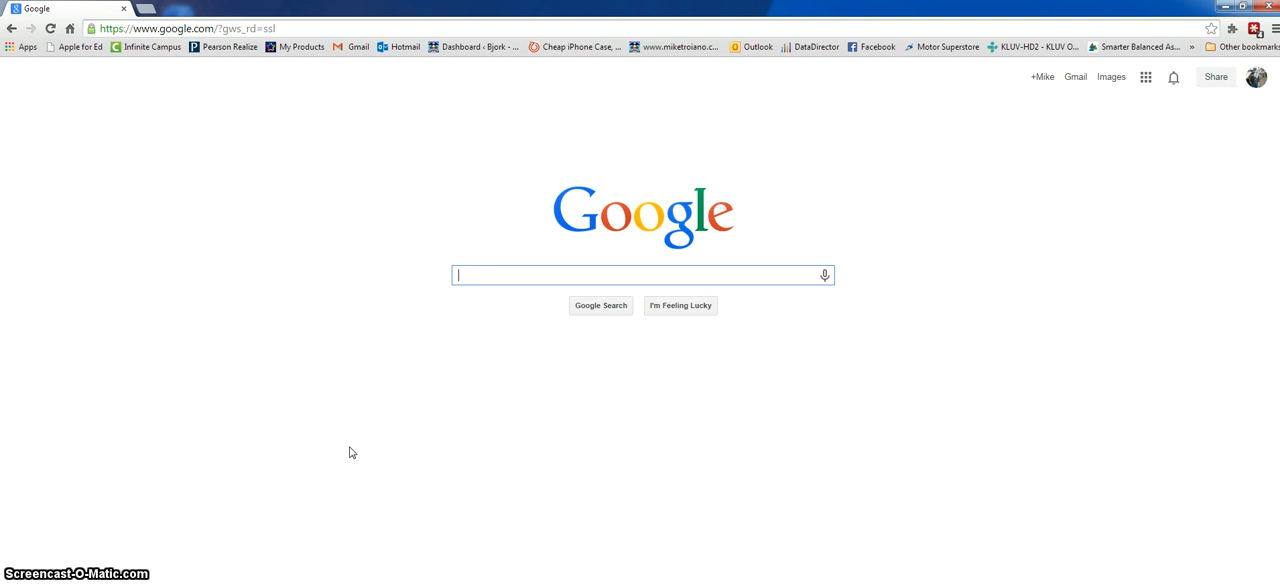 Google
https://www.google.com/?gws_rd=ssl
Apps Apple for Ed Infinite Campus Pearson Realize My Products Gmail Hotmail Dashboard ‹ Bjork - ... Cheap iPhone Case, ... www.miketroiano.c... Outlook DataDirector Facebook Motor Superstore KLUV-HD2 - KLUV O... Smarter Balanced As... » Other bookmarks
+Mike Gmail Images Share
Google
Google Search I'm Feeling Lucky
Screencast-O-Matic.com